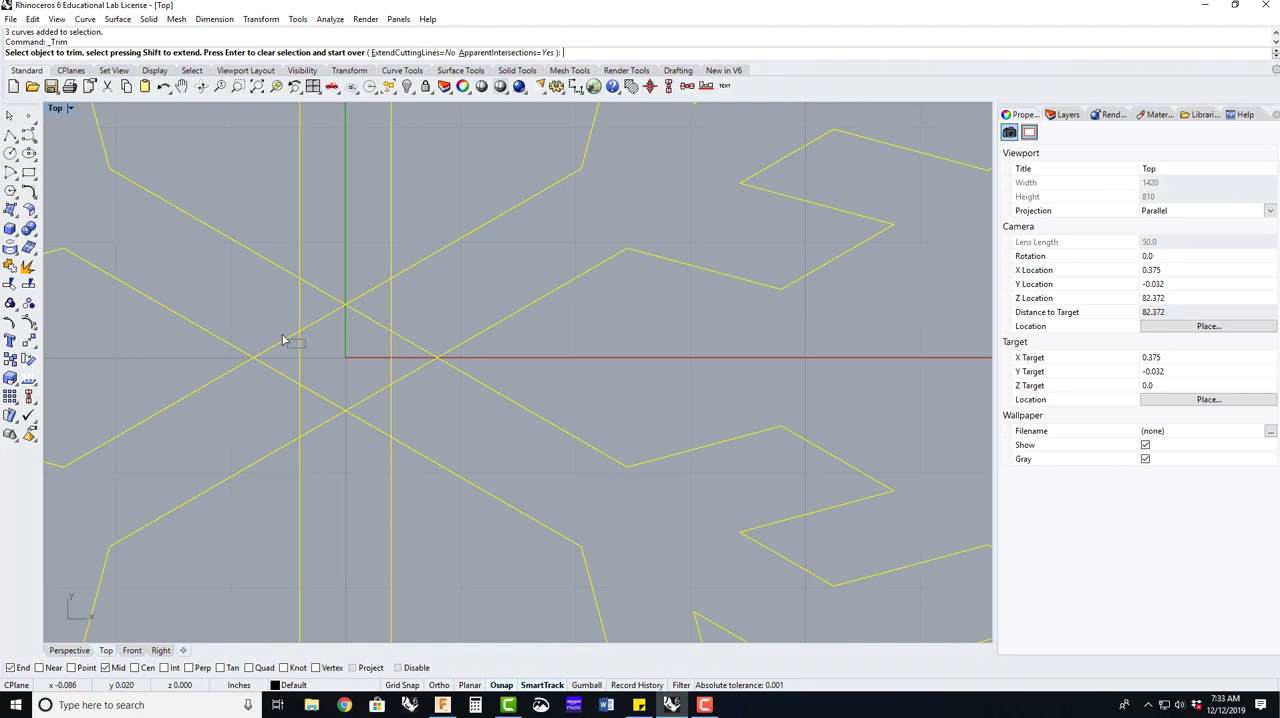 Rhinoceros 6 Educational Lab License - [Top]
File Edit View Curve Surface Solid Mesh Dimension Transform Tools Analyze Render Panels Help
3 curves added to selection.
Command: _Trim
Select object to trim, select pressing Shift to extend. Press Enter to clear selection and start over ( ExtendCuttingLines=No ApparentIntersections=Yes ):
Standard CPlanes Set View Display Select Viewport Layout Visibility Transform Curve Tools Surface Tools Solid Tools Mesh Tools Render Tools Drafting New in V6
TEXT
Top
Prope... Layers Rend... Mater... Librari... Help
Viewport
Title Top
Width 1420
Height 810
Projection Parallel
Camera
Lens Length 50.0
Rotation 0.0
X Location 0.375
Y Location -0.032
Z Location 82.372
Distance to Target 82.372
Location Place...
Target
X Target 0.375
Y Target -0.032
Z Target 0.0
Location Place...
Wallpaper
Filename (none) ...
Show
Gray
y
x
Perspective Top Front Right
End Near Point Mid Cen Int Perp Tan Quad Knot Vertex Project Disable
CPlane x -0.086 y 0.020 z 0.000 Inches Default Grid Snap Ortho Planar Osnap SmartTrack Gumball Record History Filter Absolute tolerance: 0.001
Type here to search
music
7:33 AM
12/12/2019